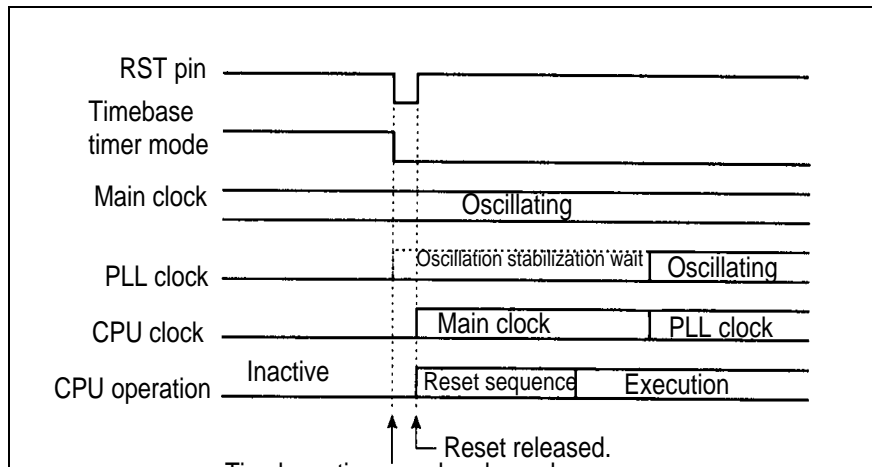 RST pin
Timebase
timer mode
Main clock
Oscillating
PLL clock
Oscillation stabilization wait
Oscillating
CPU clock
Main clock
PLL clock
CPU operation
Inactive
Reset sequence
Execution
Reset released.